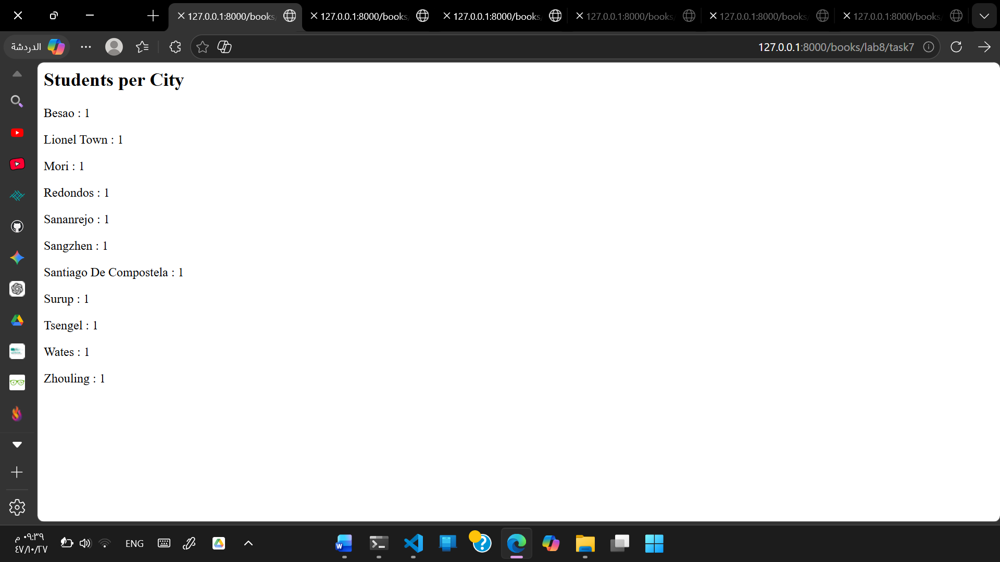 127.0.0.1:8000/books/
127.0.0.1:8000/books/
127.0.0.1:8000/books/
127.0.0.1:8000/books/
127.0.0.1:8000/books/
127.0.0.1:8000/books/
الدردشة
127.0.0.1:8000/books/lab8/task7
Students per City
Besao : 1
Lionel Town : 1
Mori : 1
Redondos : 1
Sananrejo : 1
Sangzhen : 1
Santiago De Compostela : 1
Surup : 1
Tsengel : 1
Wates : 1
Zhouling : 1
٠٩:٣٩ م
٤٧/١٠/٢٧
ENG